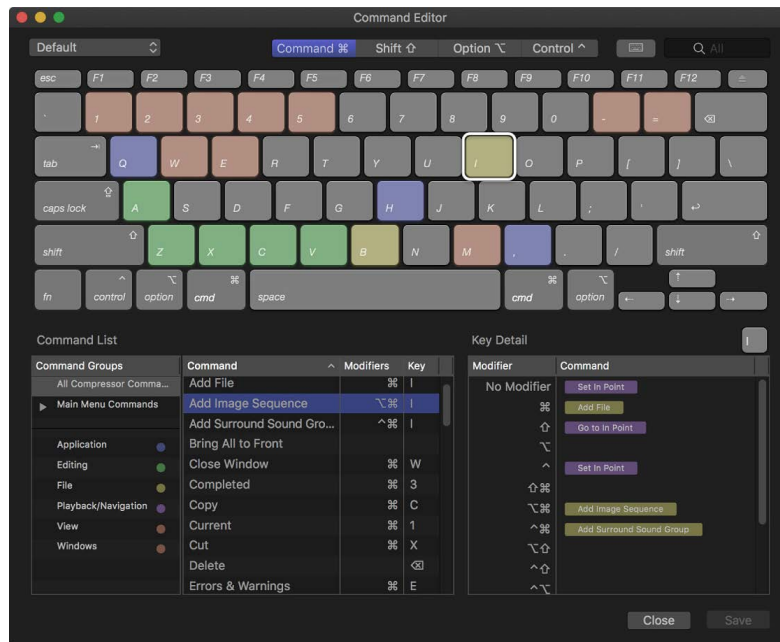 Command Editor
Default
Command ⌘ Shift ⇧ Option ⌥ Control ^ All
esc F1 F2 F3 F4 F5 F6 F7 F8 F9 F10 F11 F12
` 1 2 3 4 5 6 7 8 9 0 - = ⌫
tab Q W E R T Y U I O P [ ] \
caps lock A S D F G H J K L ; '
shift Z X C V B N M , . / shift
fn control option cmd space cmd option
Command List
Command Groups
All Compressor Comma...
Main Menu Commands
Application
Editing
File
Playback/Navigation
View
Windows
Command Modifiers Key
Add File ⌘ I
Add Image Sequence ⌥⌘ I
Add Surround Sound Gro... ^⌘ I
Bring All to Front
Close Window ⌘ W
Completed ⌘ 3
Copy ⌘ C
Current ⌘ 1
Cut ⌘ X
Delete ⌫
Errors & Warnings ⌘ E
Key Detail I
Modifier Command
No Modifier Set In Point
⌘ Add File
⇧ Go to In Point
⌥
^ Set In Point
⇧⌘
⌥⌘ Add Image Sequence
^⌘ Add Surround Sound Group
⌥⇧
^⇧
^⌥
Close Save